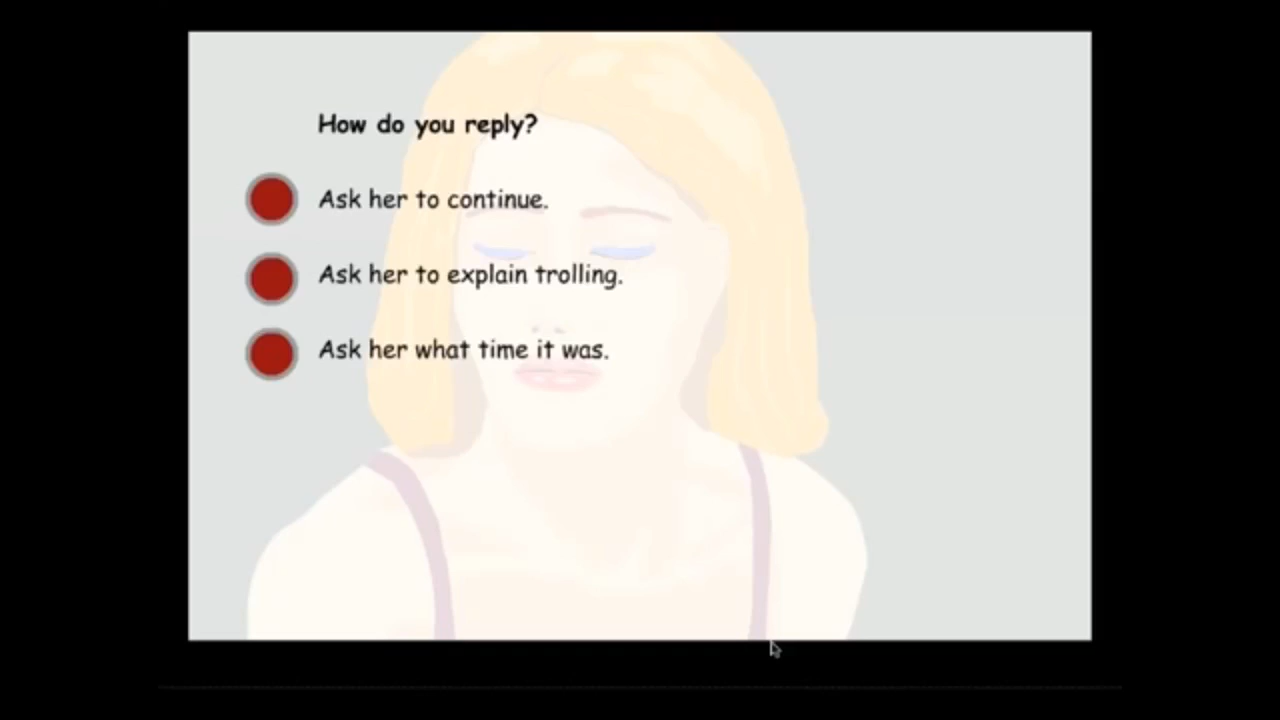 How do you reply?
Ask her to continue.
Ask her to explain trolling.
Ask her what time it was.